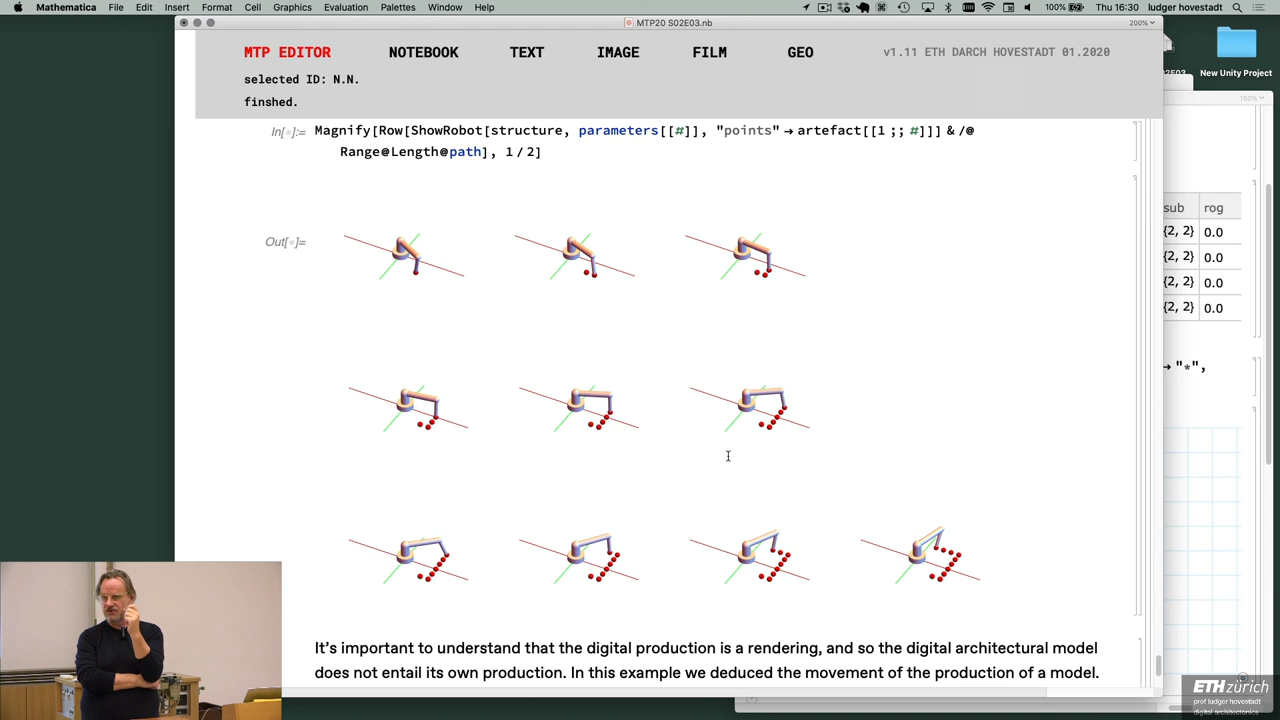 Mathematica File Edit Insert Format Cell Graphics Evaluation Palettes Window Help 100% Thu 16:30 ludger hovestadt
MTP20 S02E03.nb 200%
MTP EDITOR NOTEBOOK TEXT IMAGE FILM GEO v1.11 ETH DARCH HOVESTADT 01.2020
selected ID: N.N.
finshed.
In[]:= Magnify[Row[ShowRobot[structure, parameters[[#]], "points" → artefact[[1 ;; #]]] & /@
Range@Length@path], 1 / 2]
Out[]=
It's important to understand that the digital production is a rendering, and so the digital architectural model
does not entail its own production. In this example we deduced the movement of the production of a model.
New Unity Project
150%
sub rog
{2, 2} 0.0
{2, 2} 0.0
{2, 2} 0.0
{2, 2} 0.0
→ "*",
ETH zürich
prof ludger hovestadt
digital architectonics